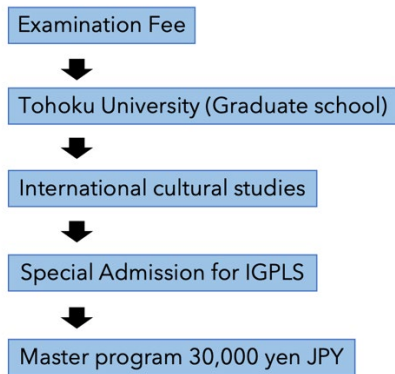 Examination Fee
Tohoku University (Graduate school)
International cultural studies
Special Admission for IGPLS
Master program 30,000 yen JPY